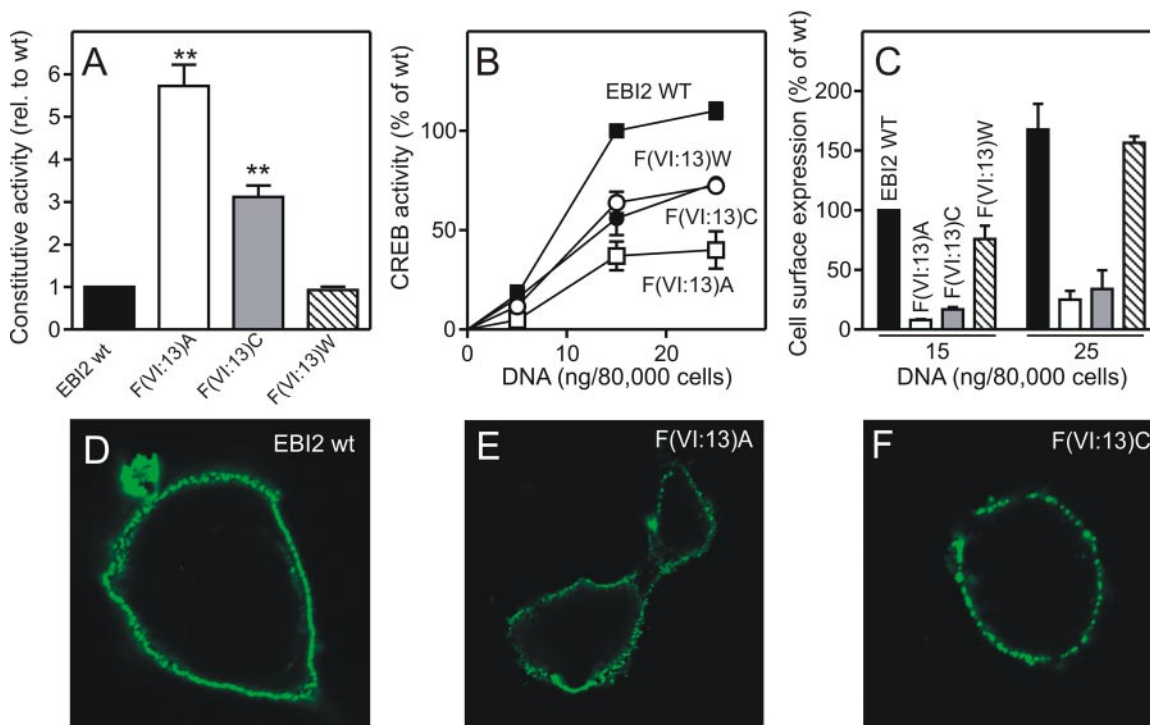 A
Constitutive activity (rel. to wt)
6
5
4
3
2
1
0
**
**
EBI2 wt
F(VI:13)A
F(VI:13)C
F(VI:13)W
B
CREB activity (% of wt)
100
50
0
EBI2 WT
F(VI:13)W
F(VI:13)C
F(VI:13)A
0
10
20
DNA (ng/80,000 cells)
C
Cell surface expression (% of wt)
200
150
100
50
0
EBI2 WT
F(VI:13)A
F(VI:13)C
F(VI:13)W
15
25
DNA (ng/80,000 cells)
D
EBI2 wt
E
F(VI:13)A
F
F(VI:13)C